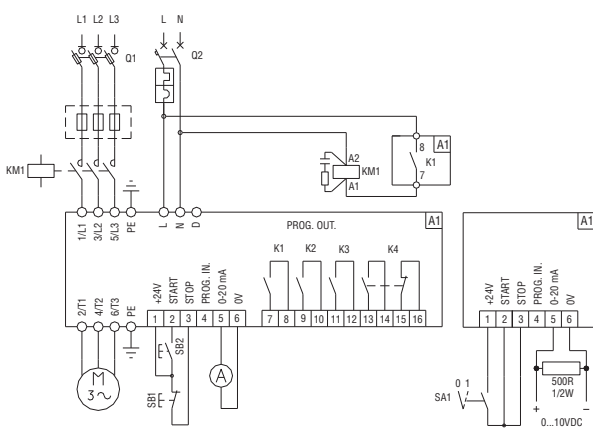 L1 L2 L3
L N
Q1
Q2
8 A1
K1
7
A2
KM1
A1
KM1
1/L1
3/L2
5/L3
PE
L
N
D
PROG. OUT.
A1
K1 K2 K3 K4
+24V
START
STOP
PROG. IN.
0-20 mA
0V
1 2 3 4 5 6 7 8 9 10 11 12 13 14 15 16
2/T1
4/T2
6/T3
PE
M
3~
SB2
SB1
A
A1
+24V
START
STOP
PROG. IN.
0-20 mA
0V
1 2 3 4 5 6
SA1
0 1
500R
1/2W
+ −
0...10VDC